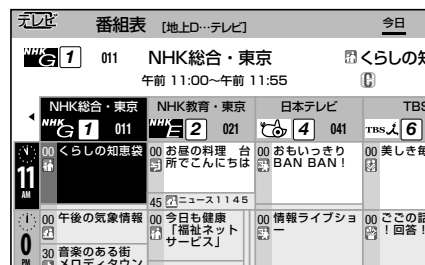 テレビ 番組表 [地上D…テレビ] 今日
NHK G 1 011 NHK総合・東京 くらしの知
午前 11:00~午前 11:55
NHK総合・東京 NHK教育・東京 日本テレビ TBS
NHK G 1 011 NHK E 2 021 4 041 TBS 6
11 AM
00 くらしの知恵袋
00 お昼の料理 台
所でこんにちは
45 ニュース1145
00 おもいっきり
BAN BAN!
00 美しき毎
0 PM
00 午後の気象情報
30 音楽のある街
メロディタウン
00 今日も健康
「福祉ネット
サービス」
00 情報ライブショ
ー
00 ごごの話
!回答!